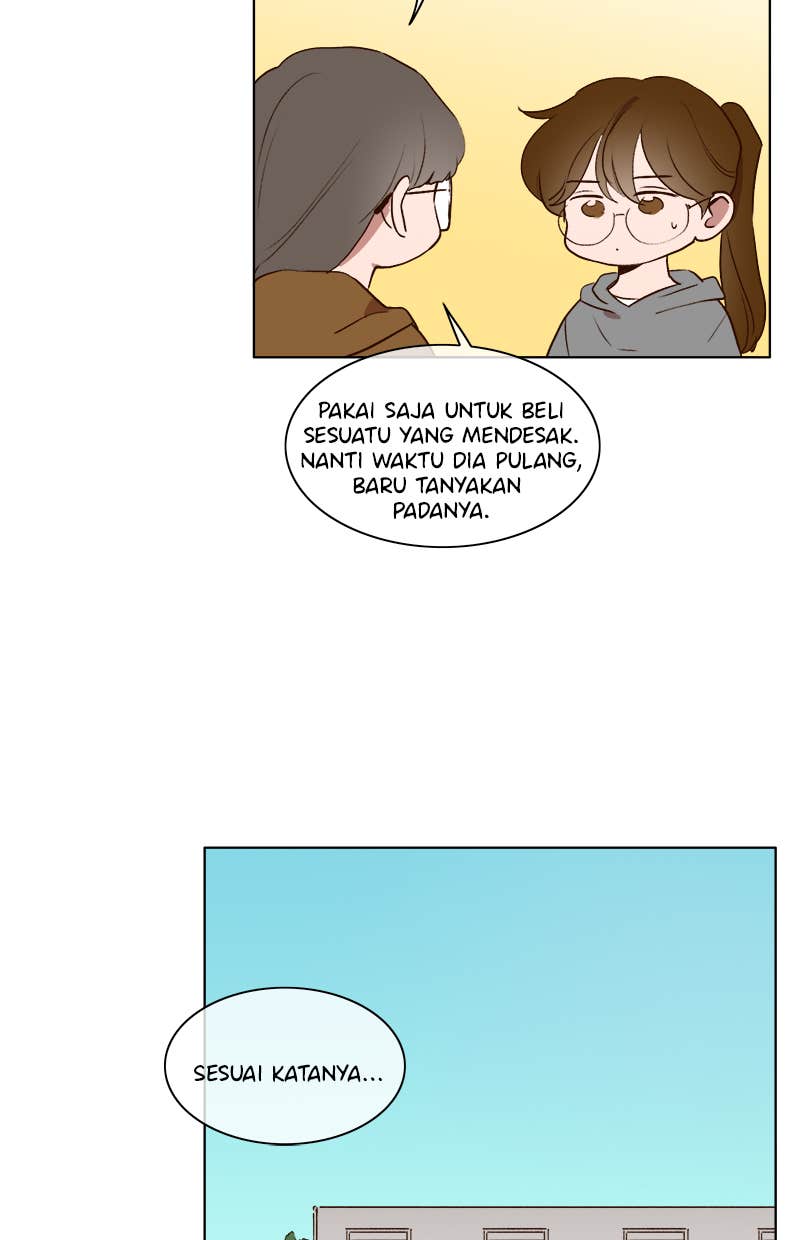 PAKAI SAJA UNTUK BELI
SESUATU YANG MENDESAK.
NANTI WAKTU DIA PULANG,
BARU TANYAKAN
PADANYA.
SESUAI KATANYA...